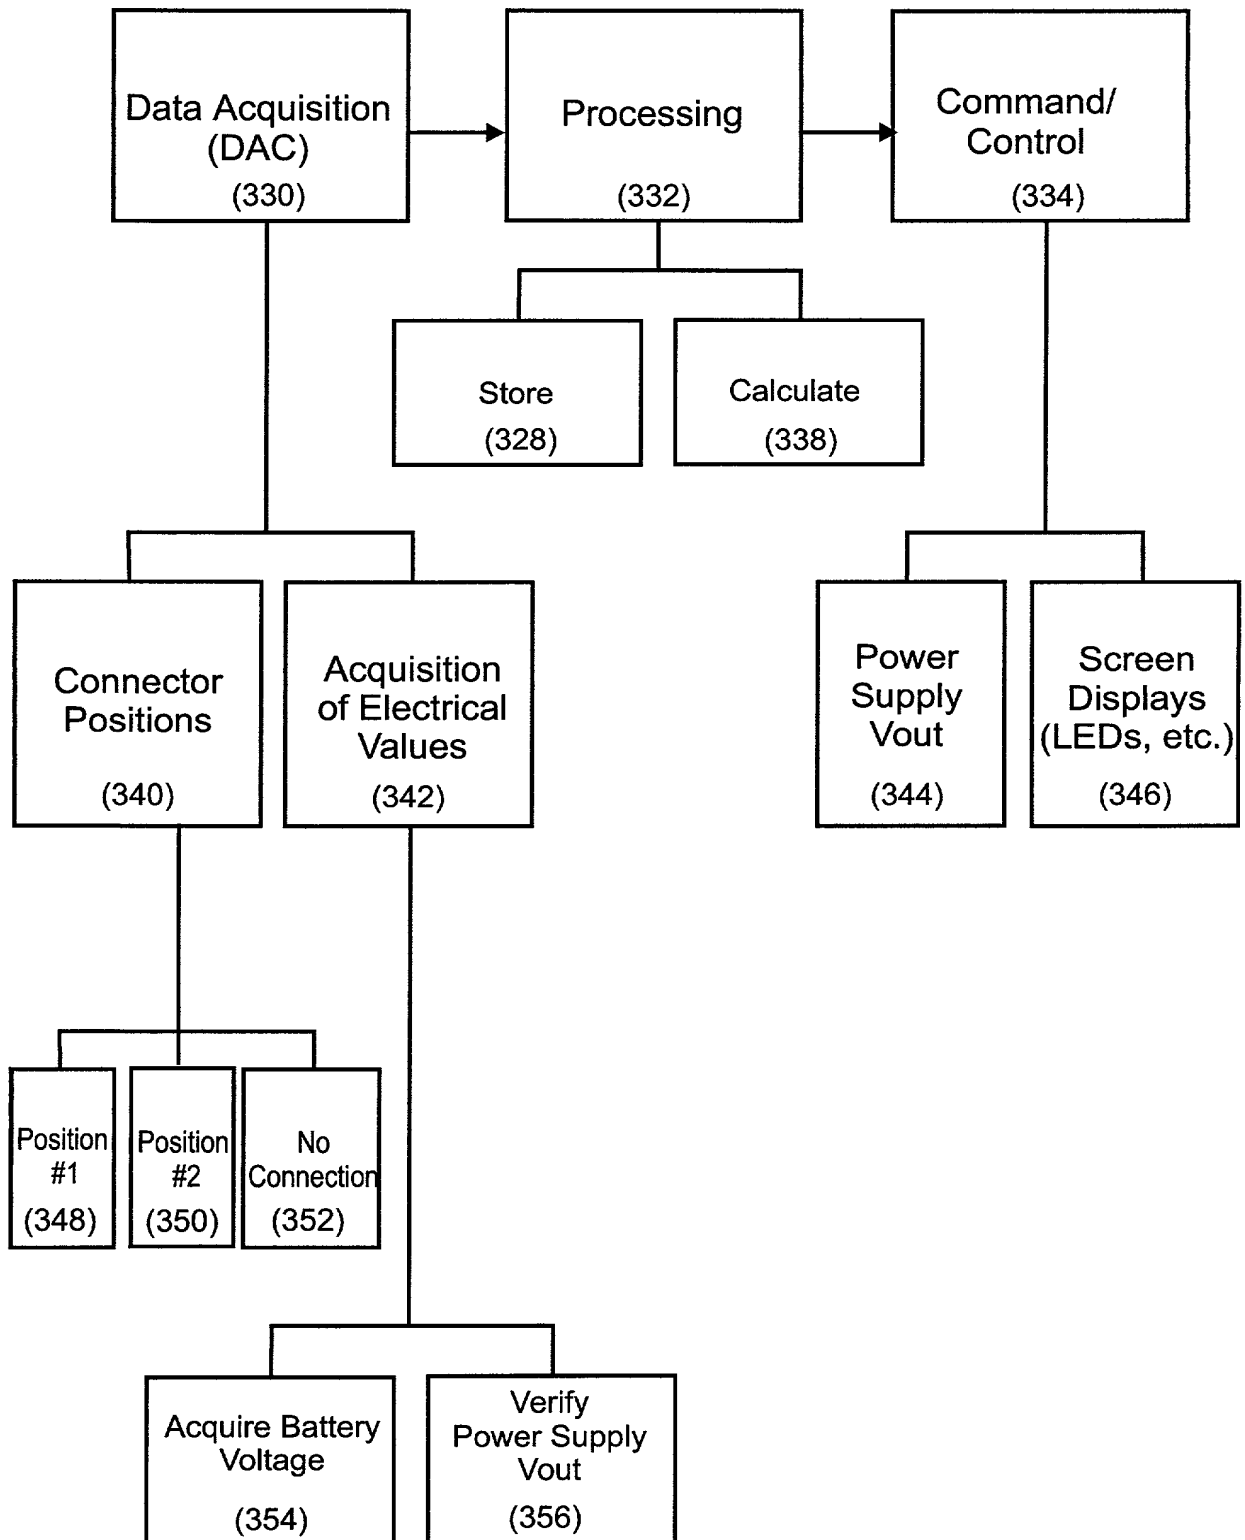 Data Acquisition
(DAC)
(330)
Processing
(332)
Command/
Control
(334)
Store
(328)
Calculate
(338)
Connector
Positions
(340)
Acquisition
of Electrical
Values
(342)
Power
Supply
Vout
(344)
Screen
Displays
(LEDs, etc.)
(346)
Position
#1
(348)
Position
#2
(350)
No
Connection
(352)
Acquire Battery
Voltage
(354)
Verify
Power Supply
Vout
(356)